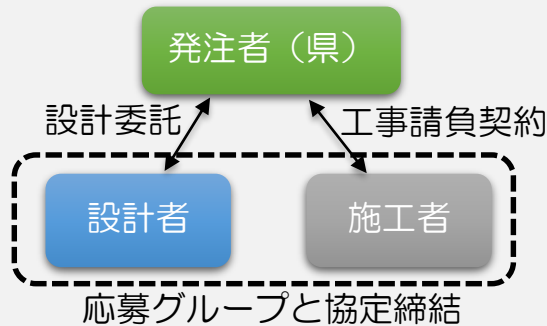 発注者（県）
設計委託
工事請負契約
設計者
施工者
応募グループと協定締結